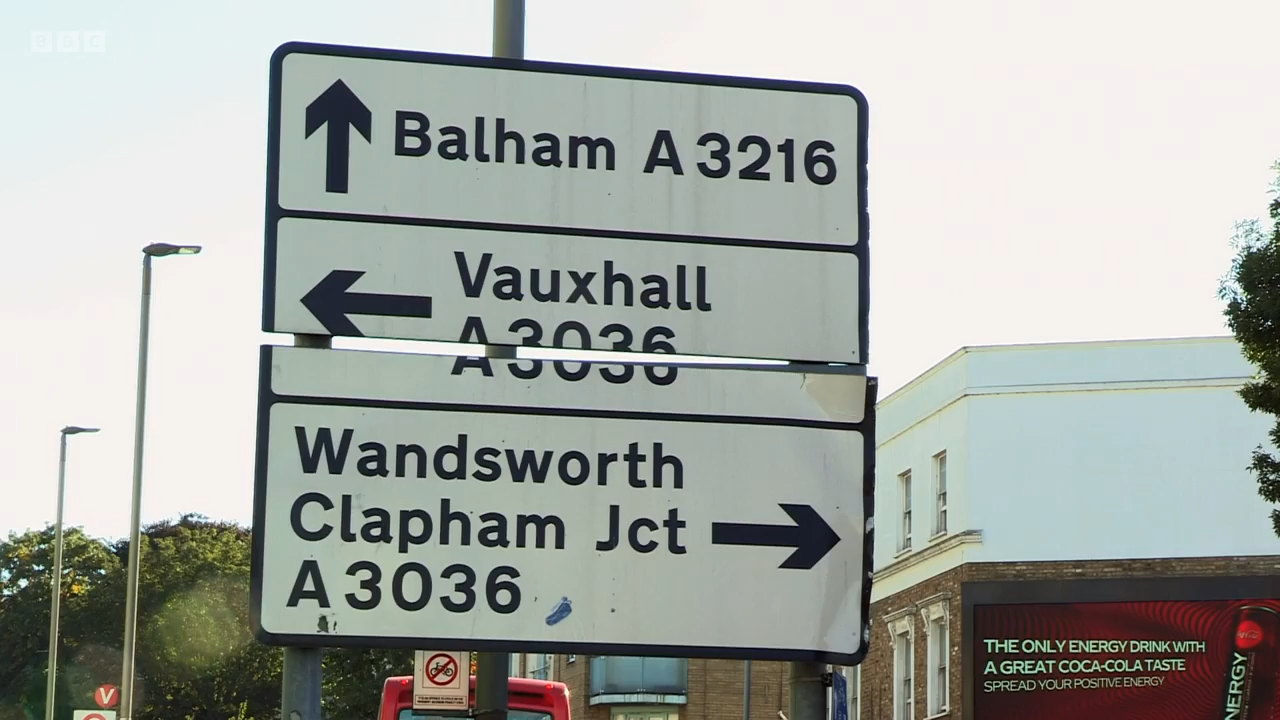 BBC
Balham A3216
Vauxhall
A3036
Wandsworth
Clapham Jct
A3036
THE ONLY ENERGY DRINK WITH
A GREAT COCA-COLA TASTE
SPREAD YOUR POSITIVE ENERGY
ENERGY
V